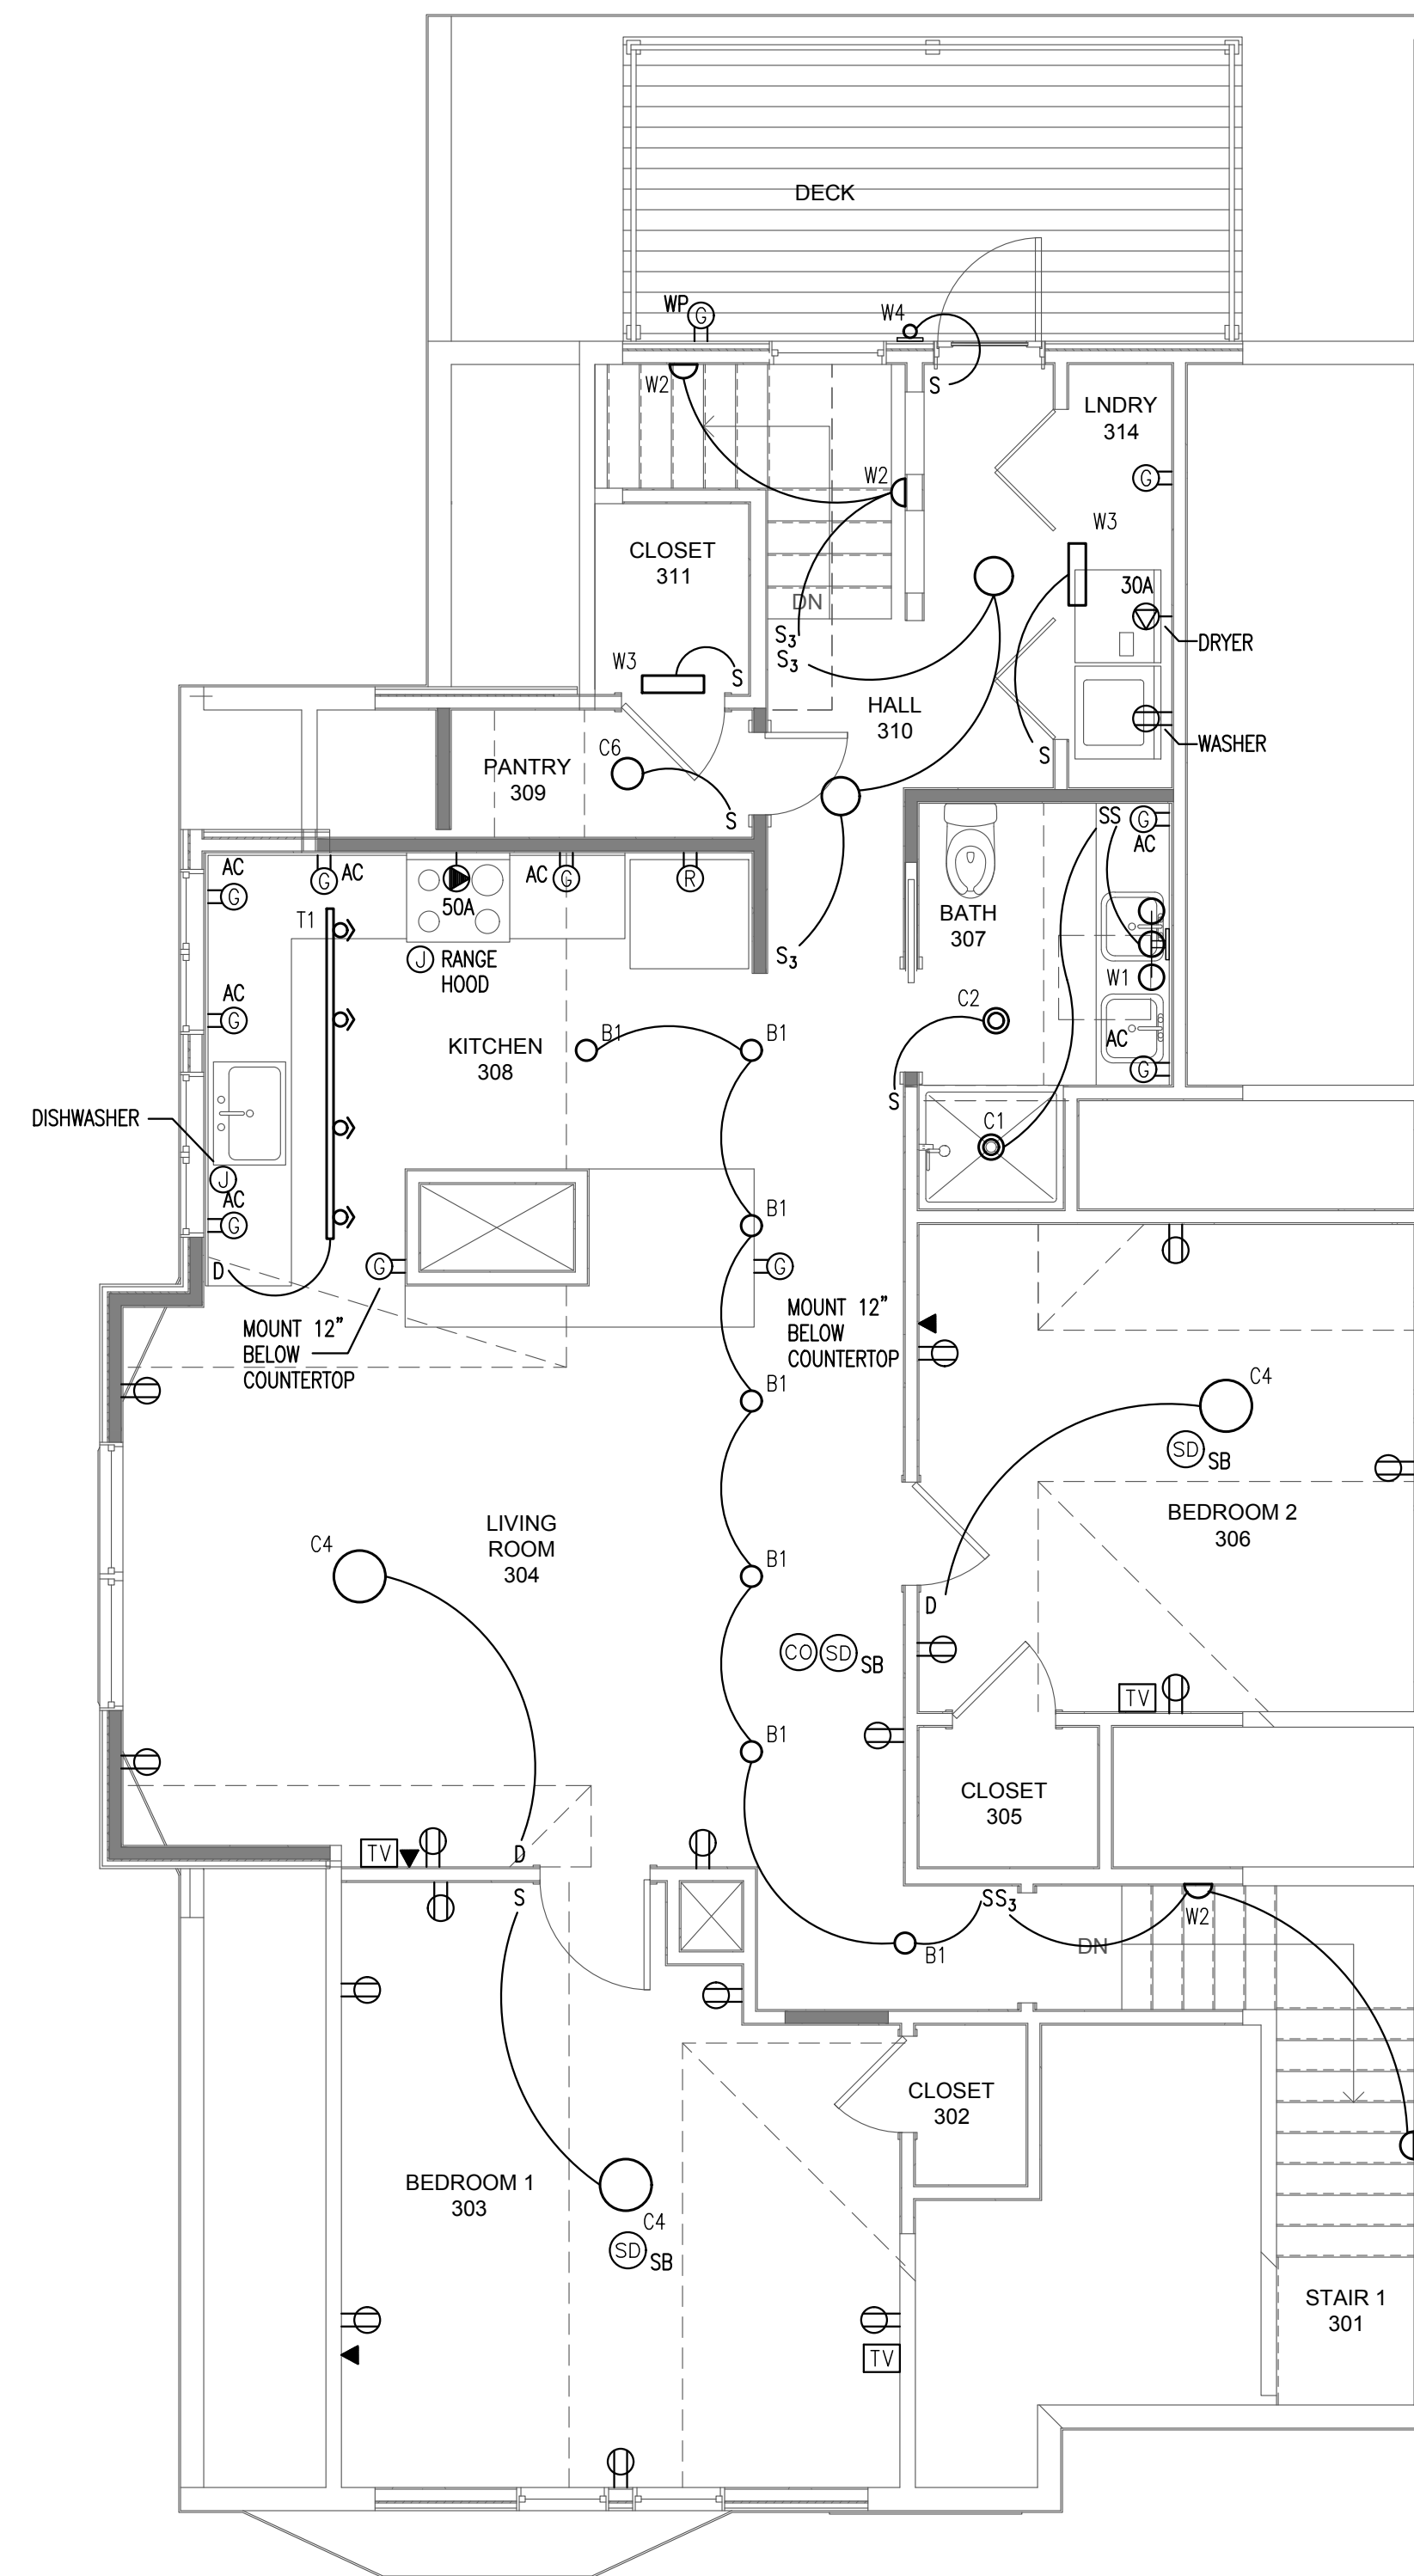 DECK
WP
G
W4
W2
S
LNDRY
314
W2
G
W3
CLOSET
311
30A
DN
S3
S3
DRYER
W3
S
HALL
310
WASHER
S
C6
PANTRY
309
S
SS
G
AC
AC
G
AC
G
50A
AC
G
R
T1
BATH
307
J RANGE
HOOD
S3
W1
AC
G
C2
B1
B1
KITCHEN
308
AC
G
S
DISHWASHER
C1
J
AC
G
B1
D
G
G
MOUNT 12"
BELOW
COUNTERTOP
MOUNT 12"
BELOW
COUNTERTOP
B1
C4
SD SB
BEDROOM 2
306
LIVING
ROOM
304
C4
B1
D
CO SD SB
TV
B1
CLOSET
305
TV
D
S
SS3
W2
DN
B1
CLOSET
302
BEDROOM 1
303
C4
SD SB
STAIR 1
301
TV